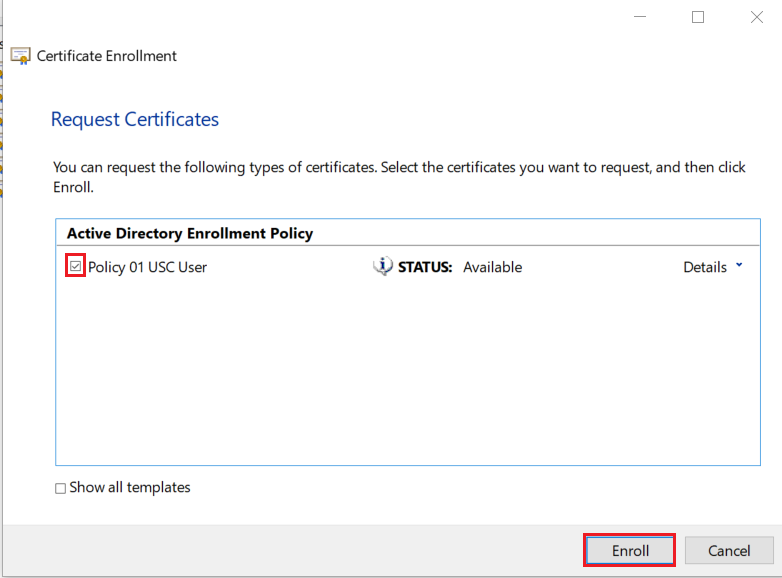 Certificate Enrollment
Request Certificates
You can request the following types of certificates. Select the certificates you want to request, and then click
Enroll.
Active Directory Enrollment Policy
Policy 01 USC User STATUS: Available Details
Show all templates
Enroll Cancel